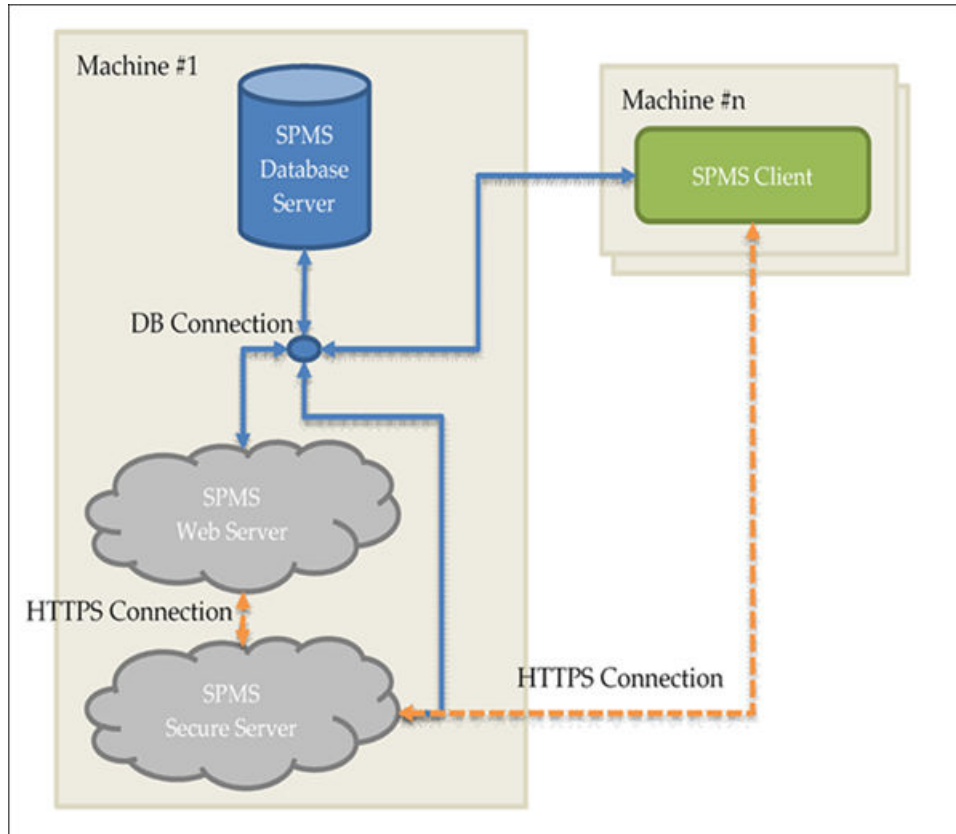 Machine #1
SPMS
Database
Server
Machine #n
SPMS Client
DB Connection
SPMS
Web Server
HTTPS Connection
SPMS
Secure Server
HTTPS Connection